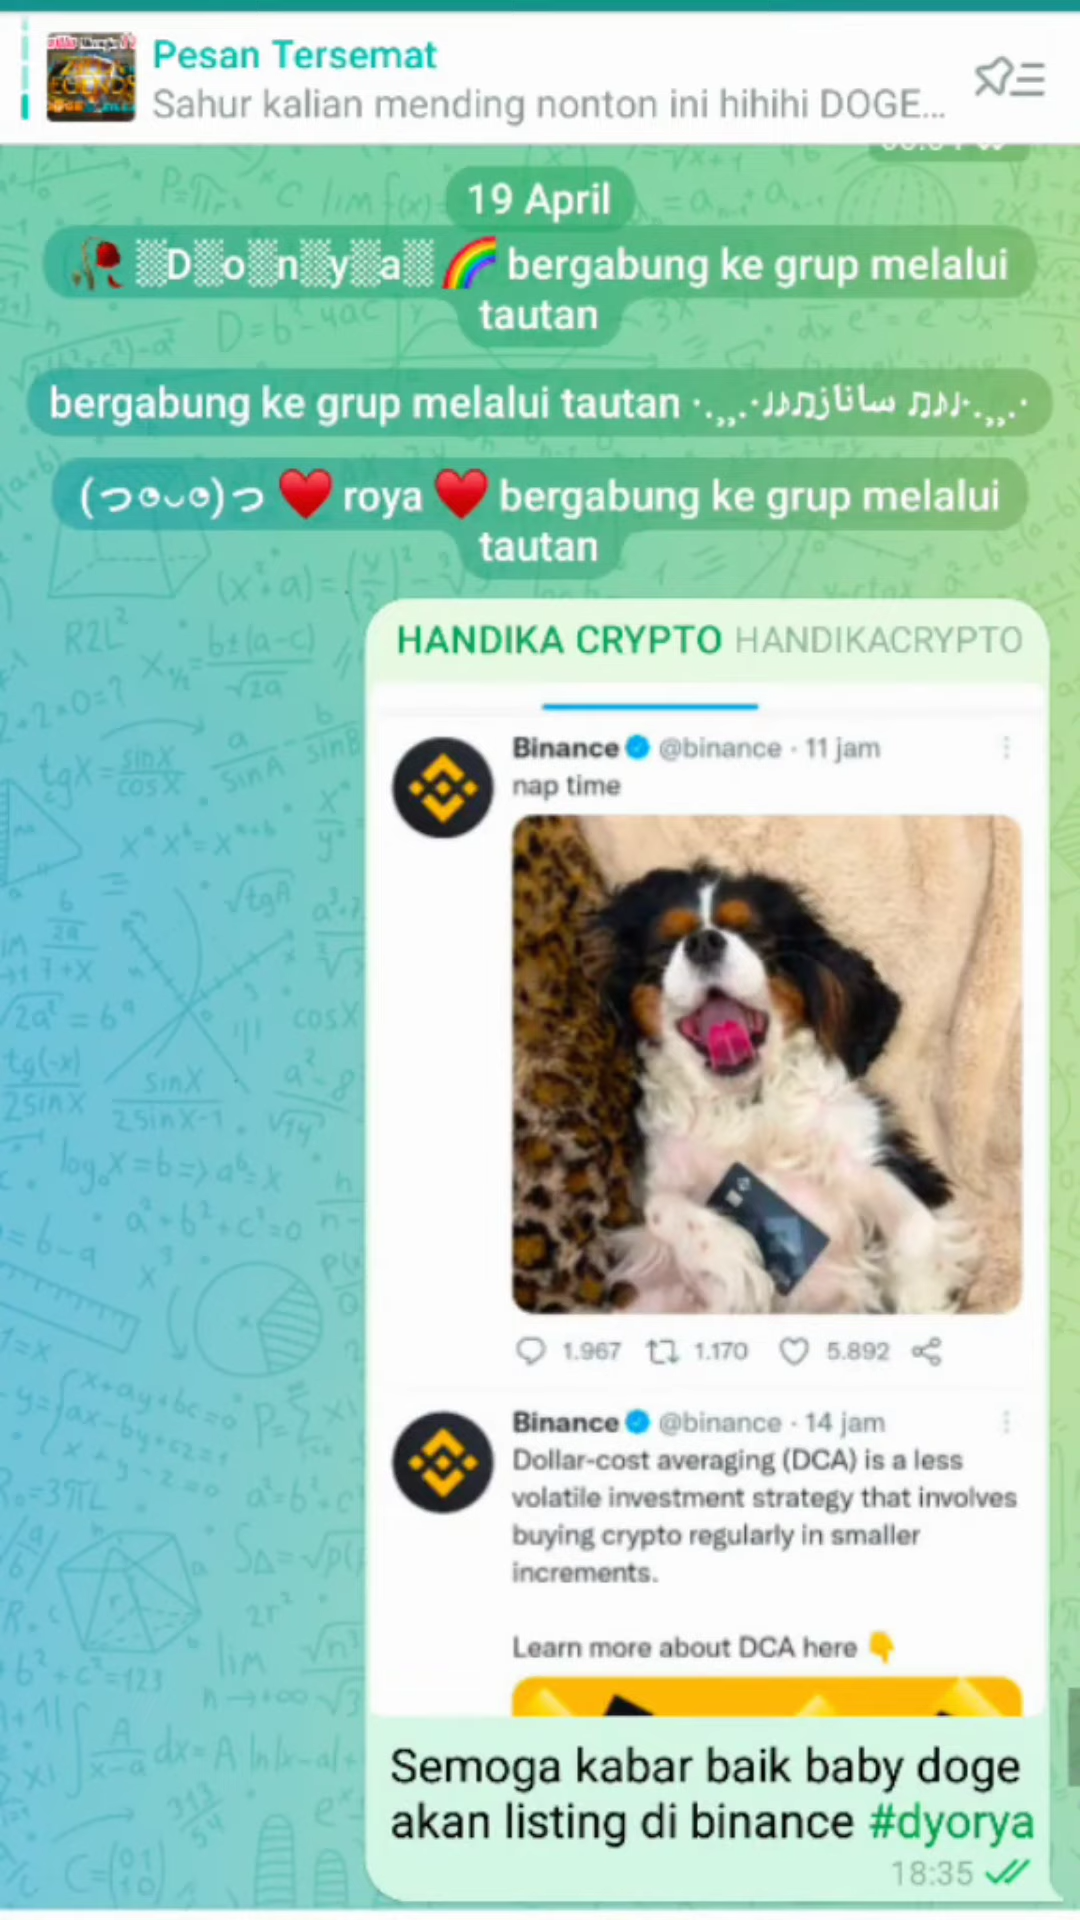 Pesan Tersemat
Sahur kalian mending nonton ini hihihi DOGE...
19 April
🥀 ░D░o░n░y░a░ 🌈 bergabung ke grup melalui
tautan
bergabung ke grup melalui tautan ·.¸¸.·♩♪♫ ساناز ♫♪♩·.¸¸.·
(つ◕‿◕)つ ♥️ roya ♥️ bergabung ke grup melalui
tautan
HANDIKA CRYPTO HANDIKACRYPTO
Binance @binance · 11 jam
nap time
1.967 1.170 5.892
Binance @binance · 14 jam
Dollar-cost averaging (DCA) is a less
volatile investment strategy that involves
buying crypto regularly in smaller
increments.
Learn more about DCA here 👇
Semoga kabar baik baby doge
akan listing di binance #dyorya
18:35